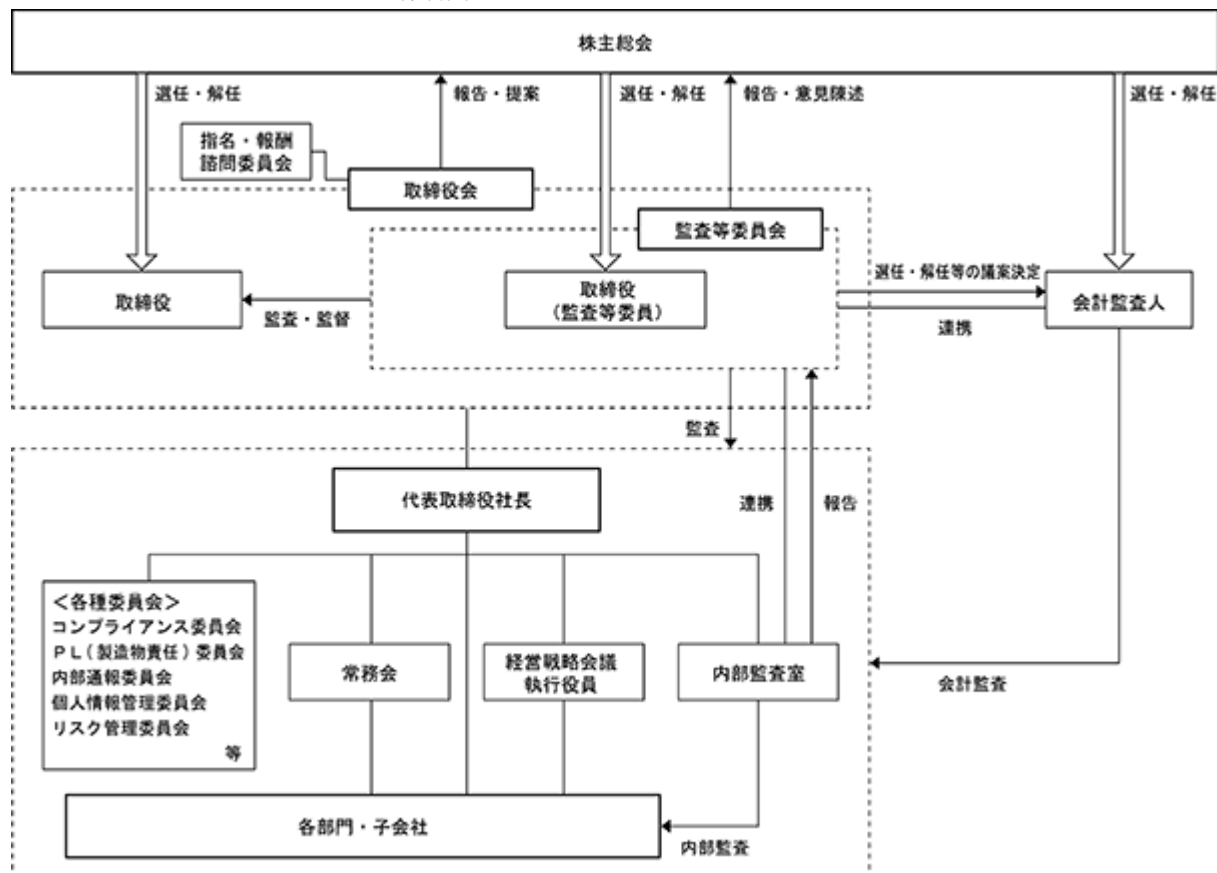 株主総会
選任・解任
報告・提案
選任・解任
報告・意見陳述
選任・解任
指名・報酬
諮問委員会
取締役会
監査等委員会
取締役
監査・監督
取締役
(監査等委員)
選任・解任等の議案決定
連携
会計監査人
監査
代表取締役社長
連携
報告
＜各種委員会＞
コンプライアンス委員会
ＰＬ(製造物責任)委員会
内部通報委員会
個人情報管理委員会
リスク管理委員会
等
常務会
経営戦略会議
執行役員
内部監査室
会計監査
各部門・子会社
内部監査